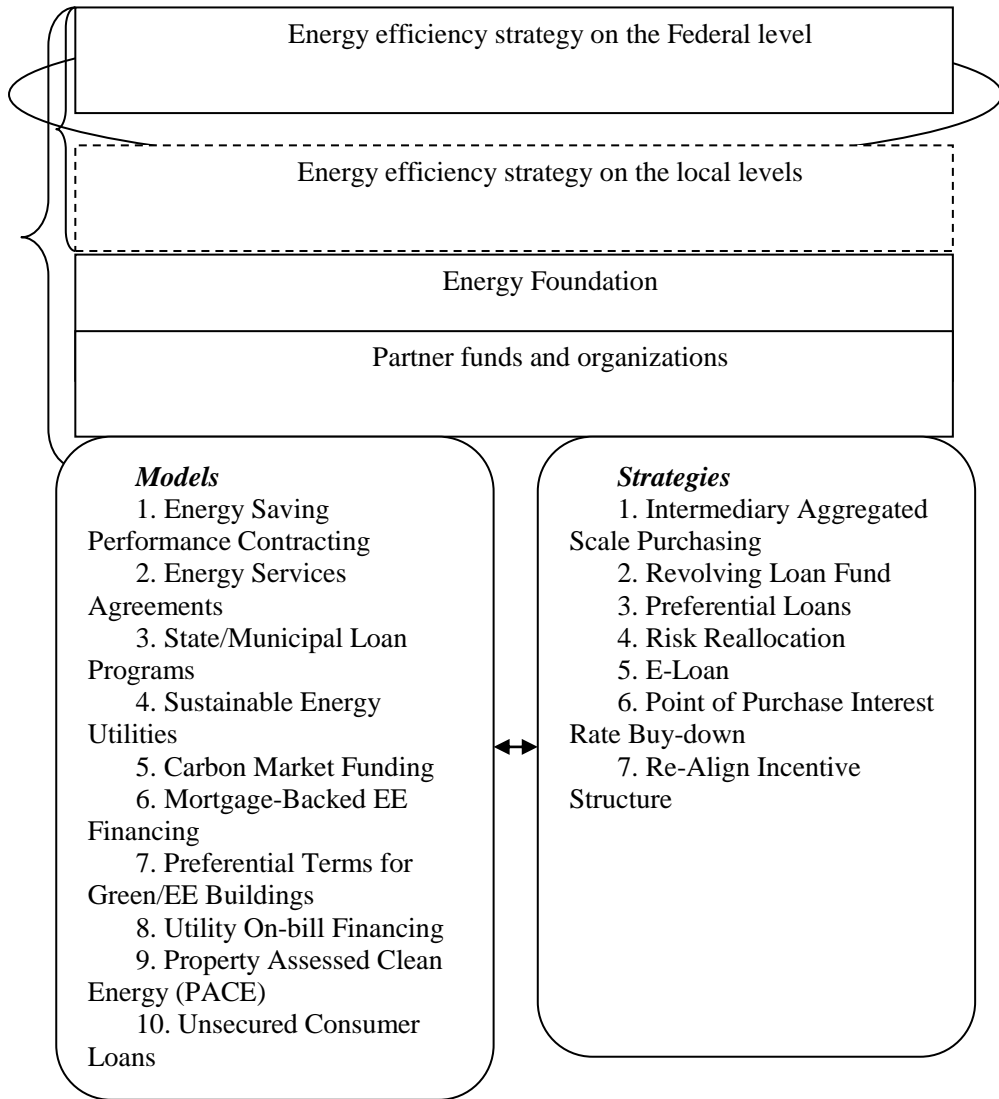 Energy efficiency strategy on the Federal level
Energy efficiency strategy on the local levels
Energy Foundation
Partner funds and organizations
Models
1. Energy Saving
Performance Contracting
2. Energy Services
Agreements
3. State/Municipal Loan
Programs
4. Sustainable Energy
Utilities
5. Carbon Market Funding
6. Mortgage-Backed EE
Financing
7. Preferential Terms for
Green/EE Buildings
8. Utility On-bill Financing
9. Property Assessed Clean
Energy (PACE)
10. Unsecured Consumer
Loans
Strategies
1. Intermediary Aggregated
Scale Purchasing
2. Revolving Loan Fund
3. Preferential Loans
4. Risk Reallocation
5. E-Loan
6. Point of Purchase Interest
Rate Buy-down
7. Re-Align Incentive
Structure